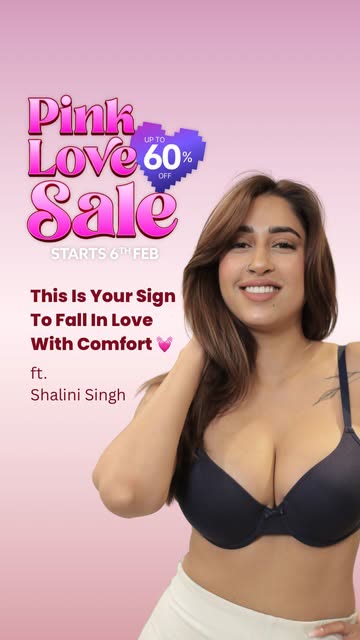 Pink
Love
Sale
UP TO
60%
OFF
STARTS 6TH FEB
This Is Your Sign
To Fall In Love
With Comfort 💓
ft.
Shalini Singh